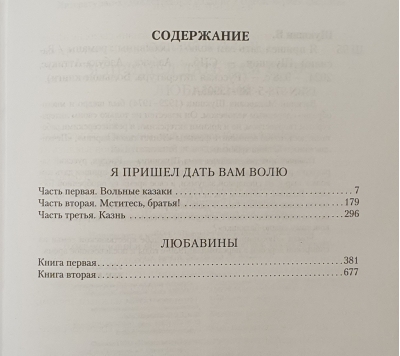 СОДЕРЖАНИЕ
Я ПРИШЕЛ ДАТЬ ВАМ ВОЛЮ
Часть первая. Вольные казаки 7
Часть вторая. Мститесь, братья! 179
Часть третья. Казнь 296
ЛЮБАВИНЫ
Книга первая 381
Книга вторая 677